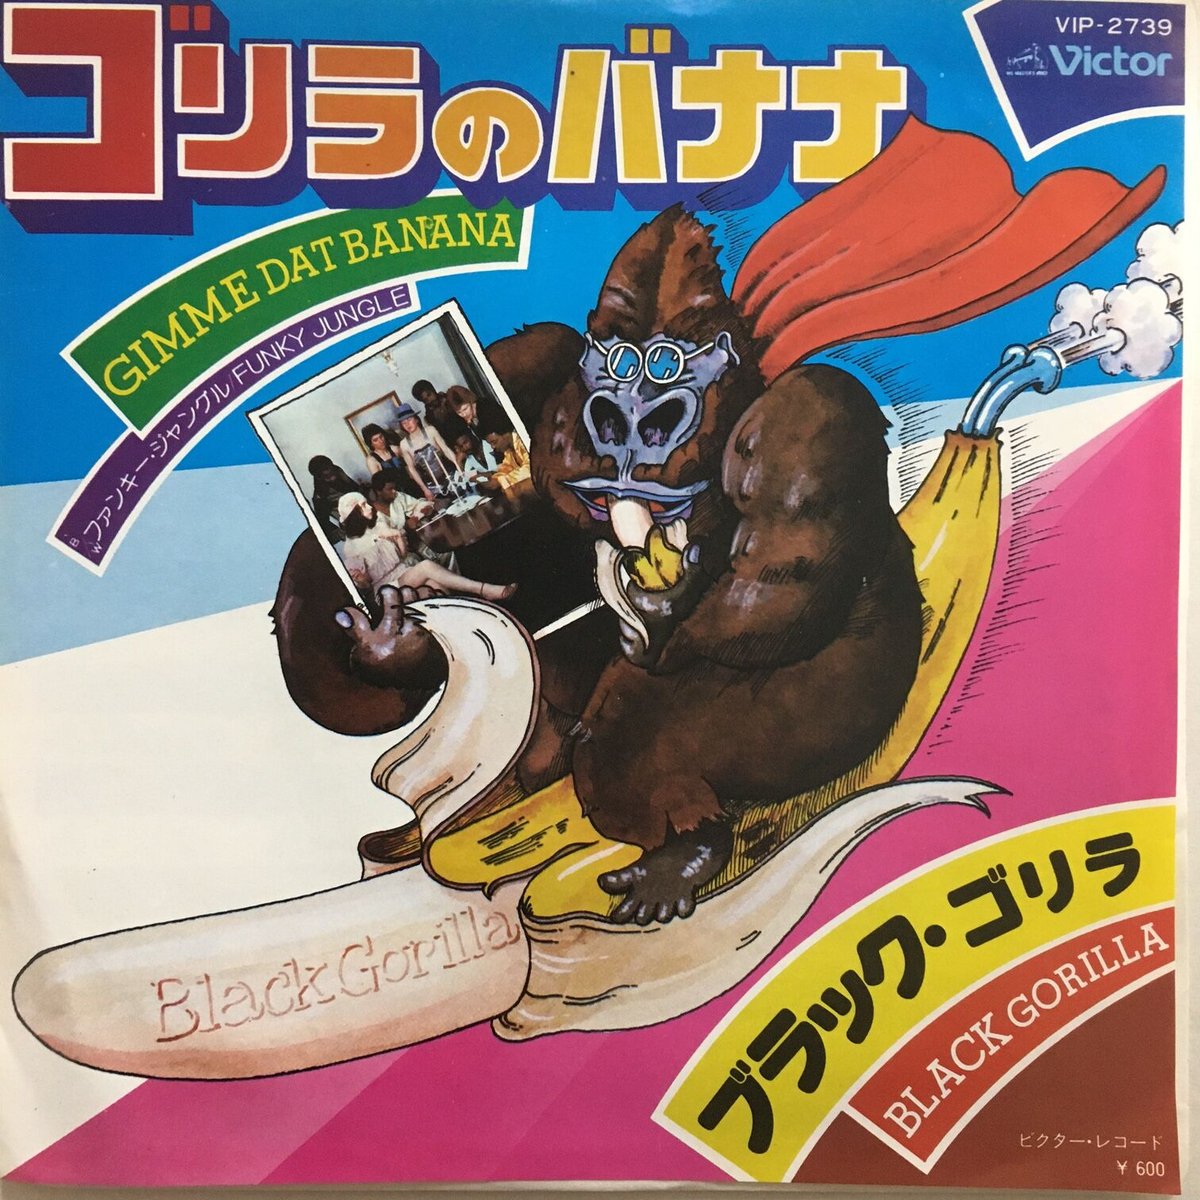 VIP-2739
Victor
ゴリラのバナナ
GIMME DAT BANANA
B/W ファンキー・ジャングル/FUNKY JUNGLE
Black Gorilla
ブラック・ゴリラ
BLACK GORILLA
ビクター・レコード
¥ 600